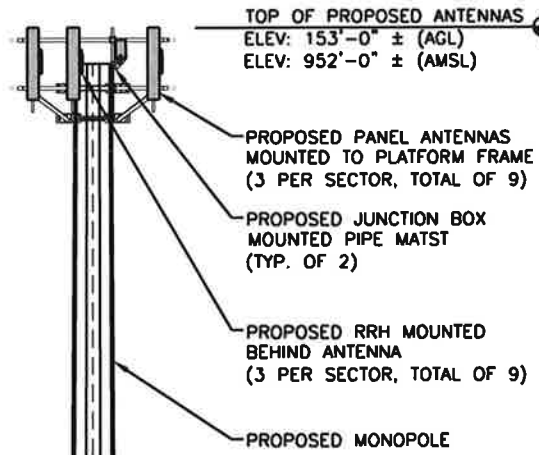 TOP OF PROPOSED ANTENNAS
ELEV: 153'-0" ± (AGL)
ELEV: 952'-0" ± (AMSL)
PROPOSED PANEL ANTENNAS
MOUNTED TO PLATFORM FRAME
(3 PER SECTOR, TOTAL OF 9)
PROPOSED JUNCTION BOX
MOUNTED PIPE MATST
(TYP. OF 2)
PROPOSED RRH MOUNTED
BEHIND ANTENNA
(3 PER SECTOR, TOTAL OF 9)
PROPOSED MONOPOLE